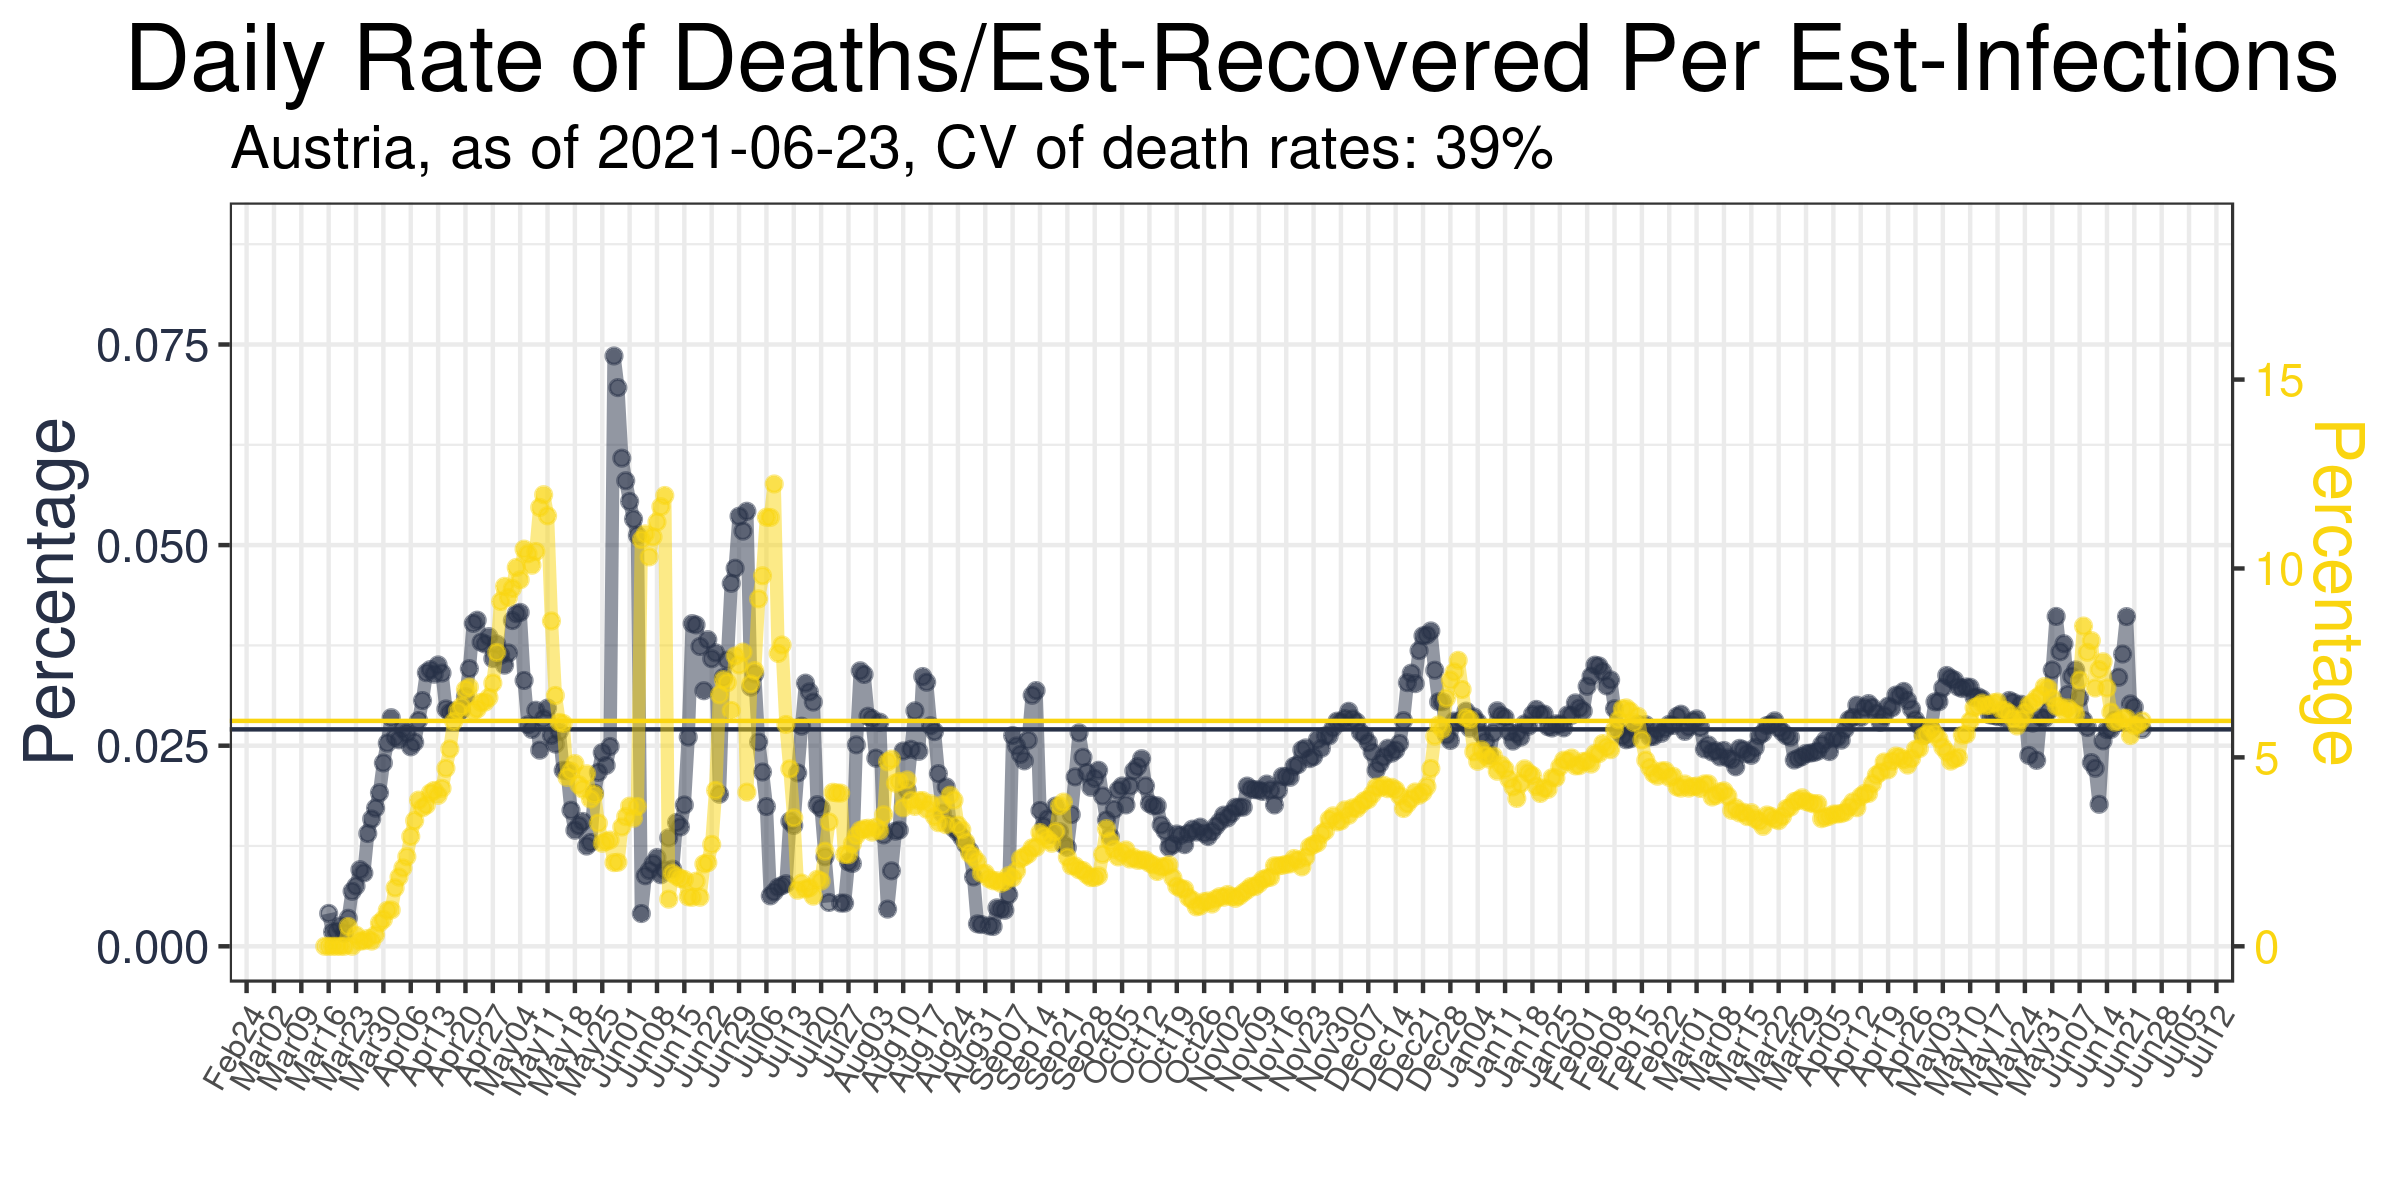 Daily Rate of Deaths/Est-Recovered Per Est-Infections
Austria, as of 2021-06-23, CV of death rates: 39%
Percentage
0.075
0.050
0.025
0.000
15
10
5
0
Percentage
Feb24
Mar02
Mar09
Mar16
Mar23
Mar30
Apr06
Apr13
Apr20
Apr27
May04
May11
May18
May25
Jun01
Jun08
Jun15
Jun22
Jun29
Jul06
Jul13
Jul20
Jul27
Aug03
Aug10
Aug17
Aug24
Aug31
Sep07
Sep14
Sep21
Sep28
Oct05
Oct12
Oct19
Oct26
Nov02
Nov09
Nov16
Nov23
Nov30
Dec07
Dec14
Dec21
Dec28
Jan04
Jan11
Jan18
Jan25
Feb01
Feb08
Feb15
Feb22
Mar01
Mar08
Mar15
Mar22
Mar29
Apr05
Apr12
Apr19
Apr26
May03
May10
May17
May24
May31
Jun07
Jun14
Jun21
Jun28
Jul05
Jul12